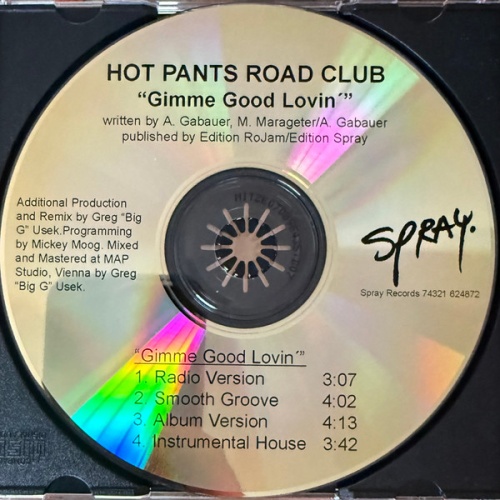 HOT PANTS ROAD CLUB
“Gimme Good Lovin´”
written by A. Gabauer, M. Marageter/A. Gabauer
published by Edition RoJam/Edition Spray
Additional Production
and Remix by Greg “Big
G” Usek.Programming
by Mickey Moog. Mixed
and Mastered at MAP
Studio, Vienna by Greg
“Big G” Usek.
SPRAY.
Spray Records 74321 624872
“Gimme Good Lovin´”
1. Radio Version 3:07
2. Smooth Groove 4:02
3. Album Version 4:13
4. Instrumental House 3:42